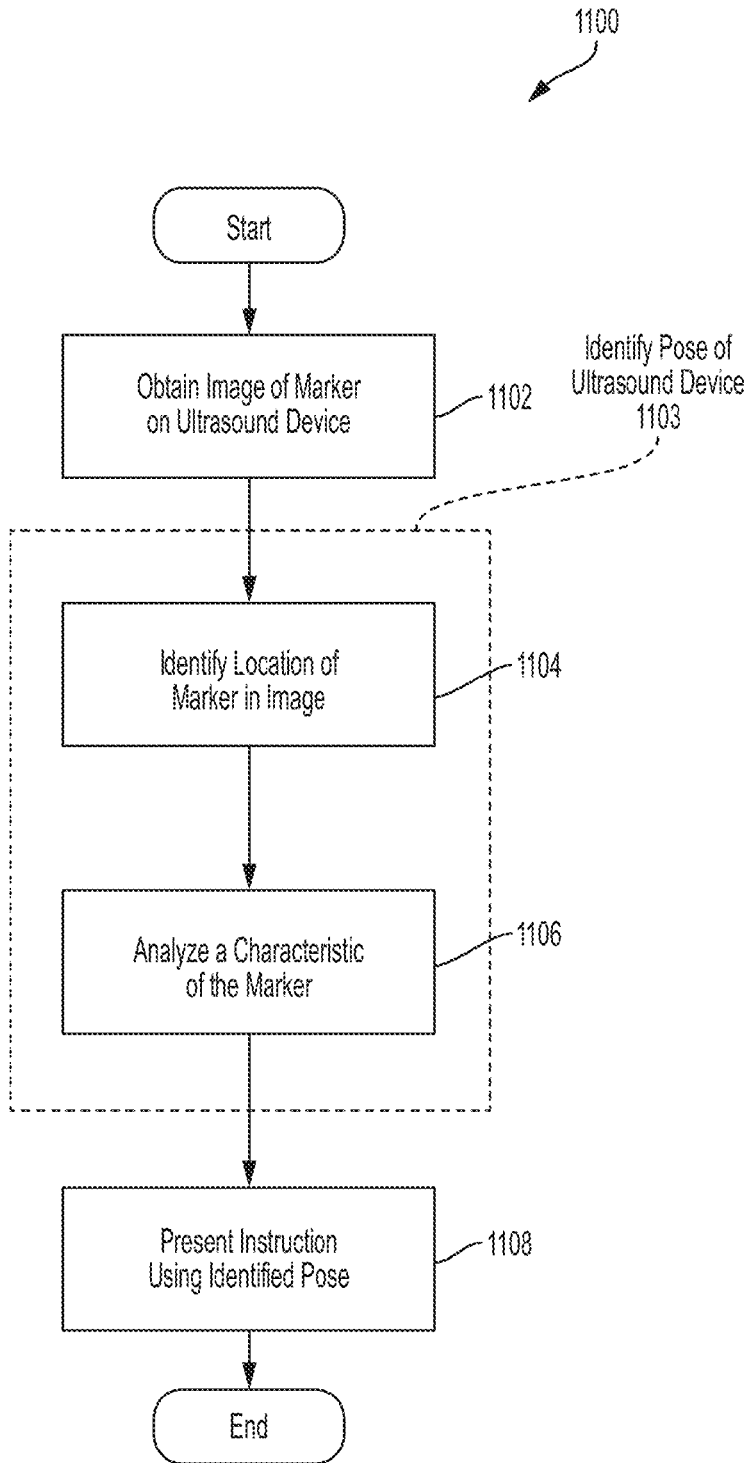 1100
Start
Obtain Image of Marker
on Ultrasound Device
1102
Identify Pose of
Ultrasound Device
1103
Identify Location of
Marker in Image
1104
Analyze a Characteristic
of the Marker
1106
Present Instruction
Using Identified Pose
1108
End